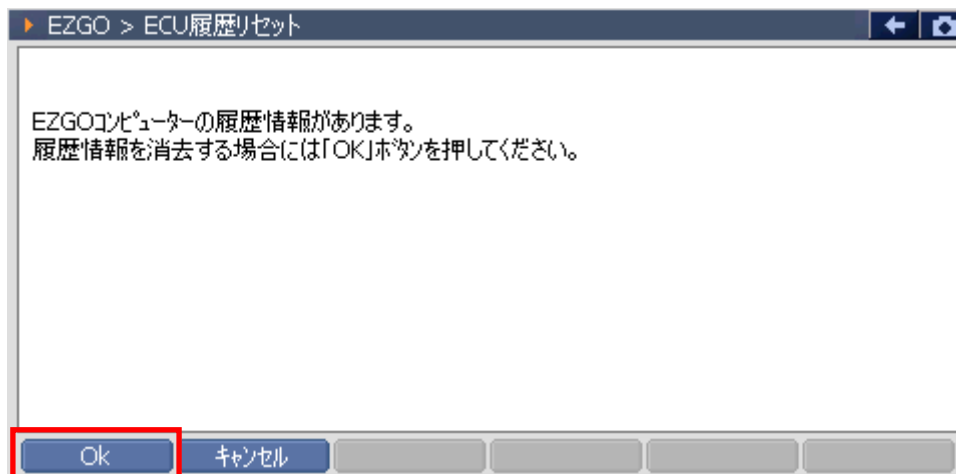 EZGO > ECU履歴リセット
EZGOｺﾝﾋﾟｭｰﾀｰの履歴情報があります。
履歴情報を消去する場合には「OK」ﾎﾞﾀﾝを押してください。
Ok
ｷｬﾝｾﾙ